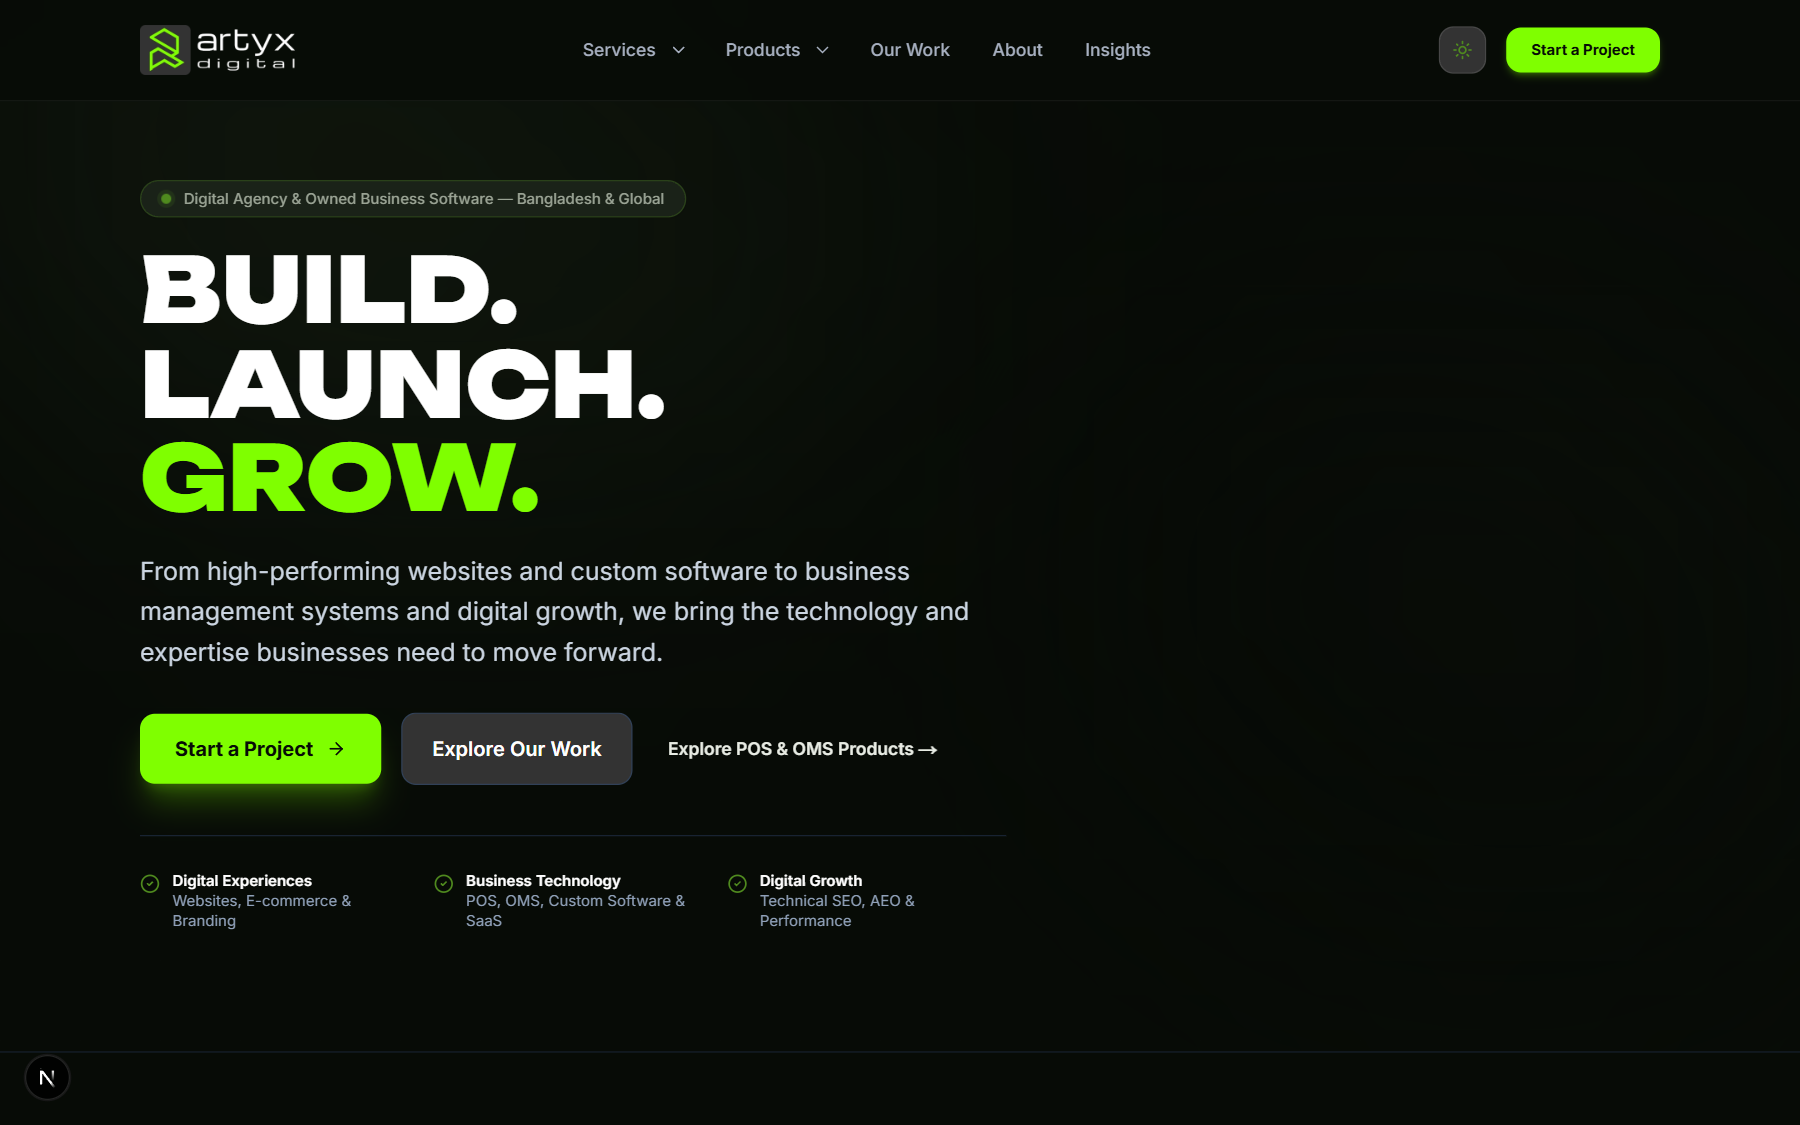 artyx
digital
Services
Products
Our Work
About
Insights
Start a Project
Digital Agency & Owned Business Software — Bangladesh & Global
BUILD.
LAUNCH.
GROW.
From high-performing websites and custom software to business
management systems and digital growth, we bring the technology and
expertise businesses need to move forward.
Start a Project →
Explore Our Work
Explore POS & OMS Products →
Digital Experiences
Websites, E-commerce &
Branding
Business Technology
POS, OMS, Custom Software &
SaaS
Digital Growth
Technical SEO, AEO &
Performance
N